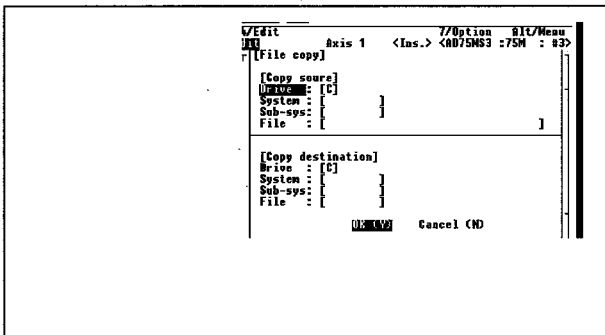 6/Edit 7/Option Alt/Menu
Axis 1 <Ins.> <AD75MS3 :75M : #3>
[File copy]
[Copy soure]
Drive : [C]
System : [ ]
Sub-sys: [ ]
File : [ ]
[Copy destination]
Drive : [C]
System : [ ]
Sub-sys: [ ]
File : [ ]
OK (Y) Cancel (N)